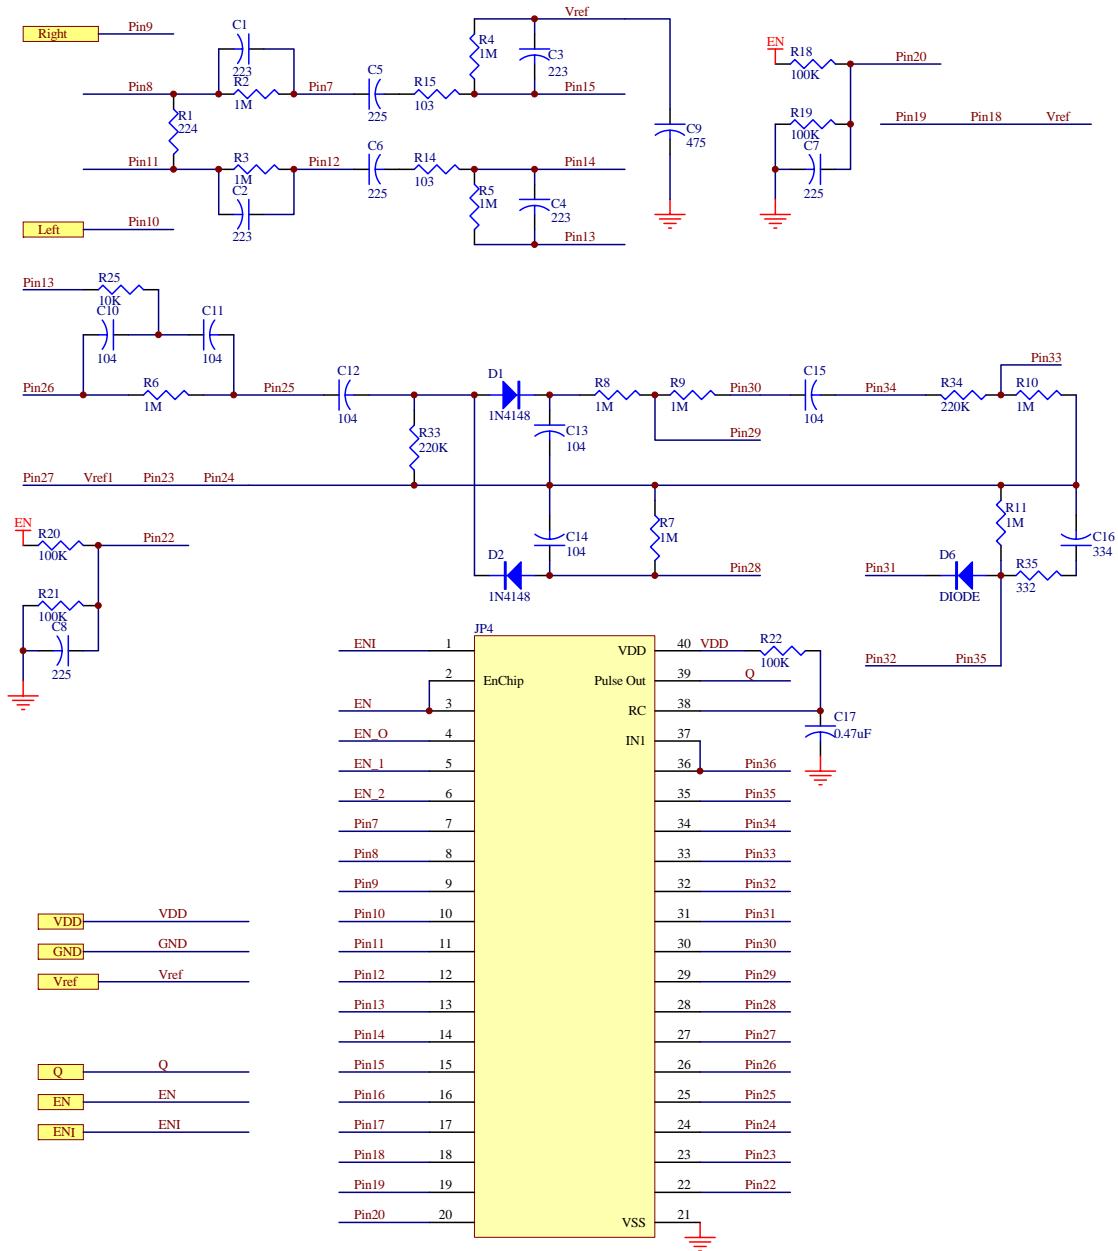 Right Pin9
C1
223
Pin8 R2 Pin7
1M
C5
225
R15
103
Vref
R4
1M
C3
223
Pin15
C9
475
EN
R18
100K
Pin20
R19
100K
C7
225
Pin19 Pin18 Vref
R1
224
Pin11 R3 Pin12
1M
C2
223
C6
225
R14
103
Pin14
R5
1M
C4
223
Pin13
Left Pin10
Pin13 R25
10K
C10
104
C11
104
Pin26 R6 Pin25
1M
C12
104
R33
220K
D1
1N4148
C13
104
R8
1M
R9
1M
Pin30
Pin29
C15
104
Pin34
R34
220K
Pin33
R10
1M
Pin27 Vref1 Pin23 Pin24
C14
104
D2
1N4148
R7
1M
Pin28
R11
1M
C16
334
Pin31
D6
DIODE
R35
332
Pin32 Pin35
EN
R20
100K
Pin22
R21
100K
C8
225
JP4
ENI 1 VDD 40 VDD R22
100K
2 EnChip Pulse Out 39 Q
EN 3 RC 38
C17
0.47uF
EN_O 4 IN1 37
EN_1 5 36 Pin36
EN_2 6 35 Pin35
Pin7 7 34 Pin34
Pin8 8 33 Pin33
Pin9 9 32 Pin32
Pin10 10 31 Pin31
Pin11 11 30 Pin30
Pin12 12 29 Pin29
Pin13 13 28 Pin28
Pin14 14 27 Pin27
Pin15 15 26 Pin26
Pin16 16 25 Pin25
Pin17 17 24 Pin24
Pin18 18 23 Pin23
Pin19 19 22 Pin22
Pin20 20 VSS 21
VDD VDD
GND GND
Vref Vref
Q Q
EN EN
ENI ENI